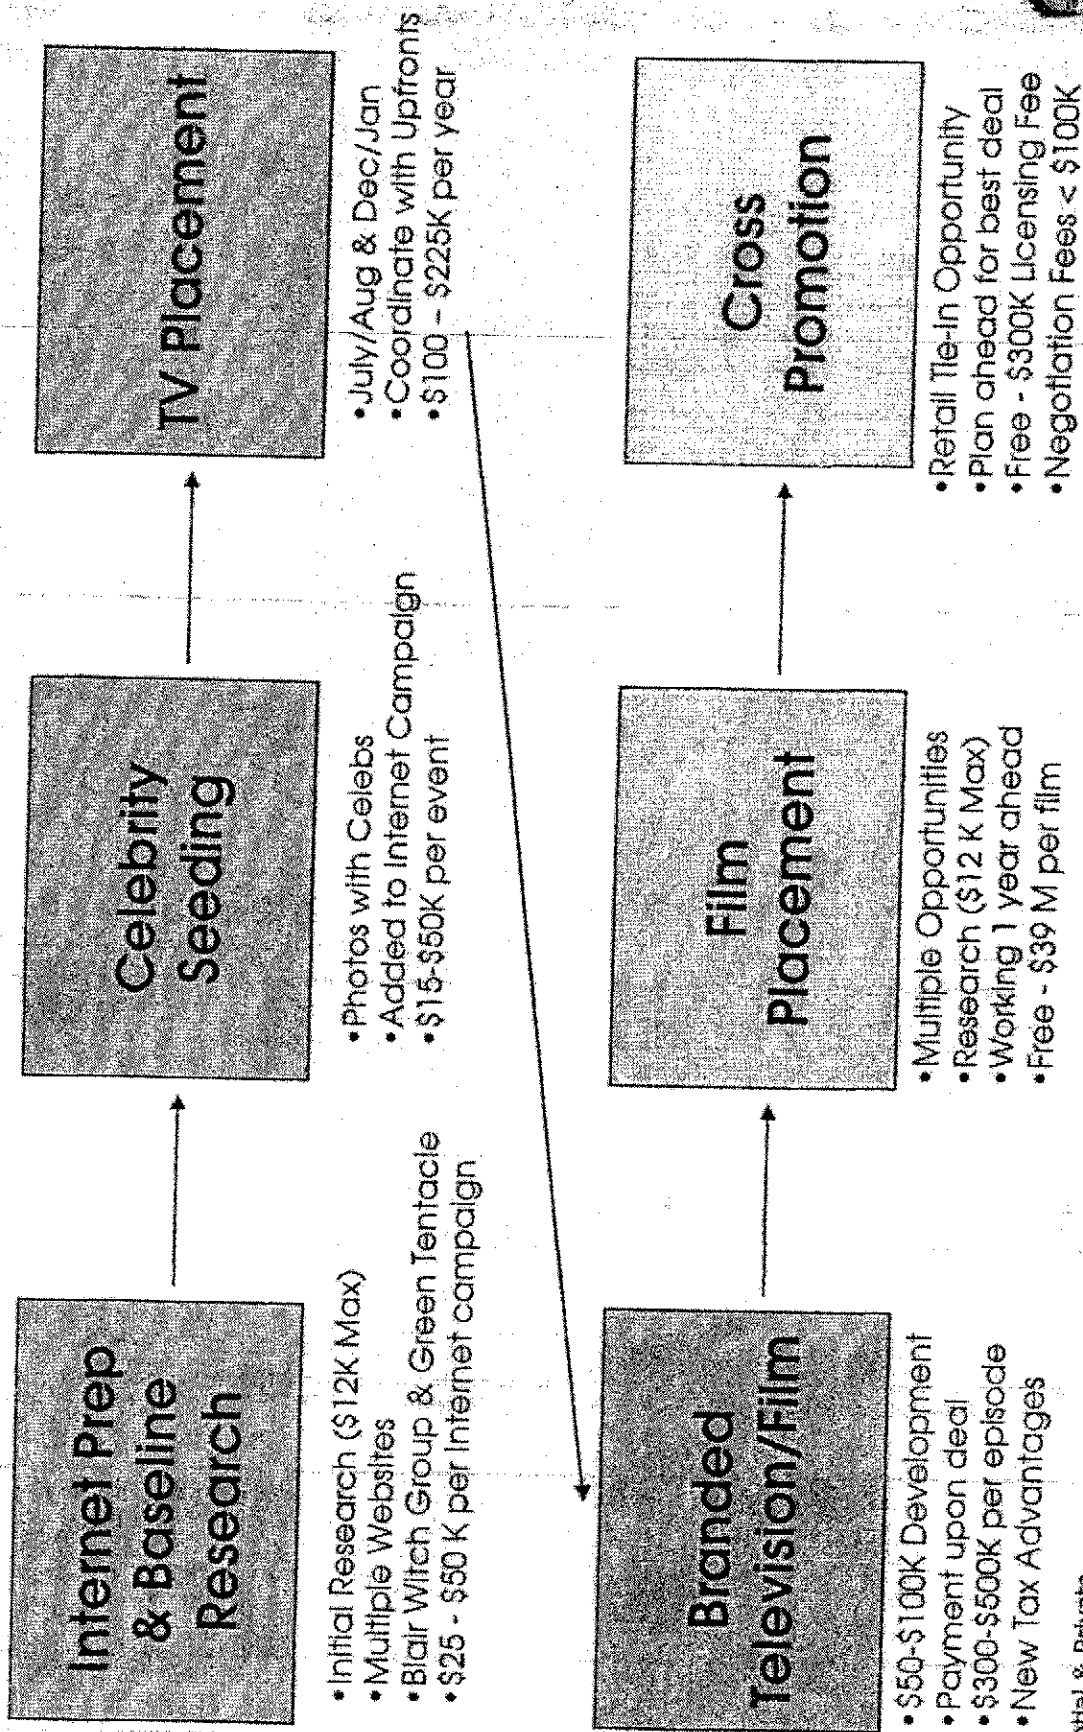 Internet Prep
& Baseline
Research
• Initial Research ($12K Max)
• Multiple Websites
• Blair Witch Group & Green Tentacle
• $25 - $50 K per Internet campaign
Celebrity
Seeding
• Photos with Celebs
• Added to Internet Campaign
• $15-$50K per event
TV Placement
• July/Aug & Dec/Jan
• Coordinate with Upfronts
• $100 – $225K per year
Branded
Television/Film
• $50-$100K Development
• Payment upon deal
• $300-$500K per episode
• New Tax Advantages
Film
Placement
• Multiple Opportunities
• Research ($12 K Max)
• Working 1 year ahead
• Free - $39 M per film
Cross
Promotion
• Retail Tie-In Opportunity
• Plan ahead for best deal
• Free - $300K Licensing Fee
• Negotiation Fees < $100K
& Private